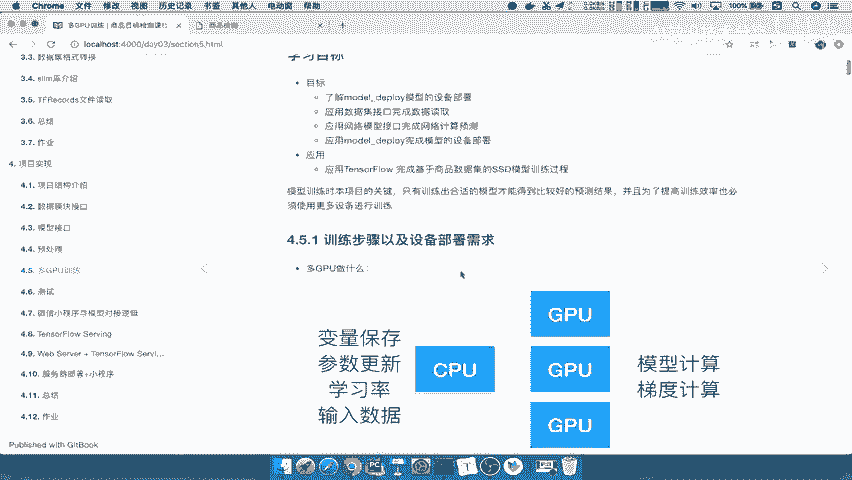 Chrome 文件 修改 视图 历史记录 书签 其他人 电动窗 帮助
100%
多GPU训练 | 商品目标检测课
商品检测
localhost:4000/day03/section5.html
3.3. 数据集格式转换
3.4. slim库介绍
3.5. TFRecords文件读取
3.6. 总结
3.7. 作业
4. 项目实现
4.1. 项目结构介绍
4.2. 数据模块接口
4.3. 模型接口
4.4. 预处理
4.5. 多GPU训练
4.6. 测试
4.7. 微信小程序与模型对接逻辑
4.8. TensorFlow Serving
4.9. Web Server + TensorFlow Servi...
4.10. 服务器部署+小程序
4.11. 总结
4.12. 作业
Published with GitBook
学习目标
目标
了解model_deploy模型的设备部署
应用数据集接口完成数据读取
应用网络模型接口完成网络计算预测
应用model_deploy完成模型的设备部署
应用
应用TensorFlow 完成基于商品数据集的SSD模型训练过程
模型训练时本项目的关键，只有训练出合适的模型才能得到比较好的预测结果，并且为了提高训练效率也必
须使用更多设备进行训练
4.5.1 训练步骤以及设备部署需求
多GPU做什么：
变量保存
参数更新
学习率
输入数据
CPU
GPU
GPU
GPU
模型计算
梯度计算